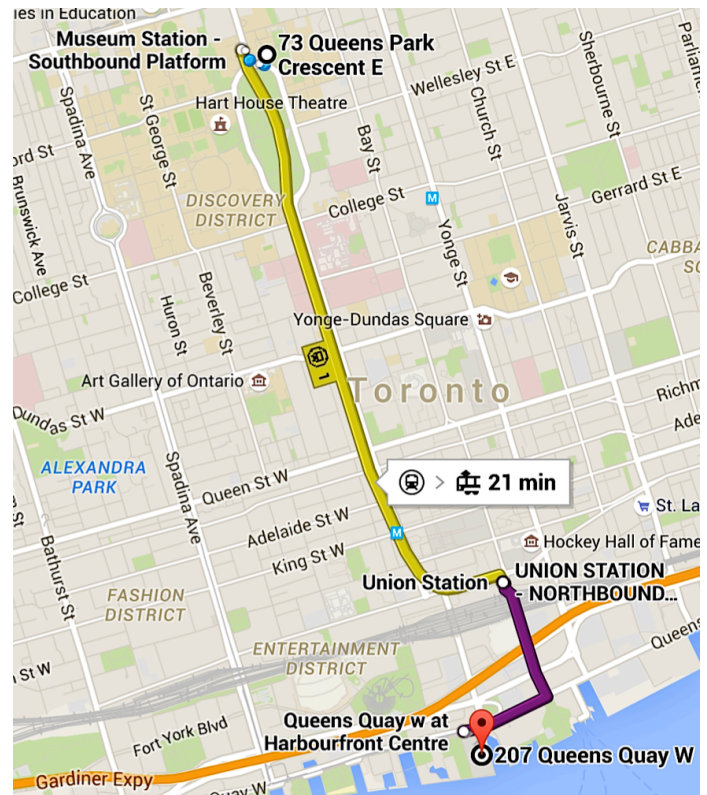 ies in Education
Museum Station -
Southbound Platform
73 Queens Park
Crescent E
Wellesley St E
Sherbourne St
Parliame
Spadina Ave
St George St
Hart House Theatre
Church St
Bay St
ord St
Brunswick Ave
DISCOVERY
DISTRICT
College St
M
Gerrard St E
Jarvis St
Yonge St
CABBA
SC
College St
Beverley St
Huron St
Yonge-Dundas Square
1
Art Gallery of Ontario
Toronto
Dundas St W
Richm
Ade
ALEXANDRA
PARK
Spadina Ave
Queen St W
> 21 min
St. La
Adelaide St W
M
King St W
Hockey Hall of Fame
Bathurst St
Union Station
UNION STATION
- NORTHBOUND...
FASHION
DISTRICT
ENTERTAINMENT
DISTRICT
Queens
St W
Queens Quay w at
Harbourfront Centre
Fort York Blvd
207 Queens Quay W
Gardiner Expy
Quay W